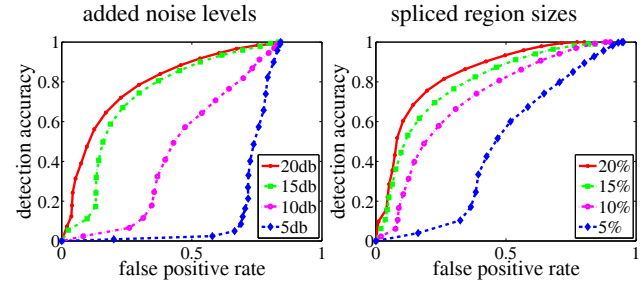 added noise levels
detection accuracy
1
0.8
0.6
0.4
0.2
0
0
0.5
1
false positive rate
20db
15db
10db
5db
spliced region sizes
detection accuracy
1
0.8
0.6
0.4
0.2
0
0
0.5
1
false positive rate
20%
15%
10%
5%